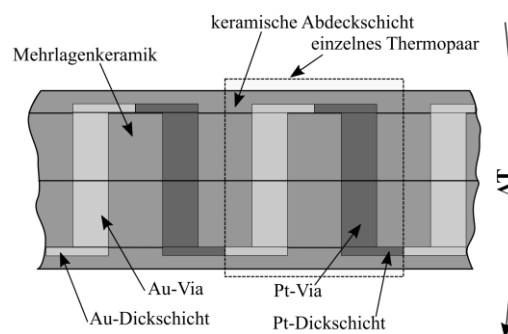 keramische Abdeckschicht
einzelnes Thermopaar
Mehrlagenkeramik
ΔT
Au-Via
Pt-Via
Au-Dickschicht
Pt-Dickschicht